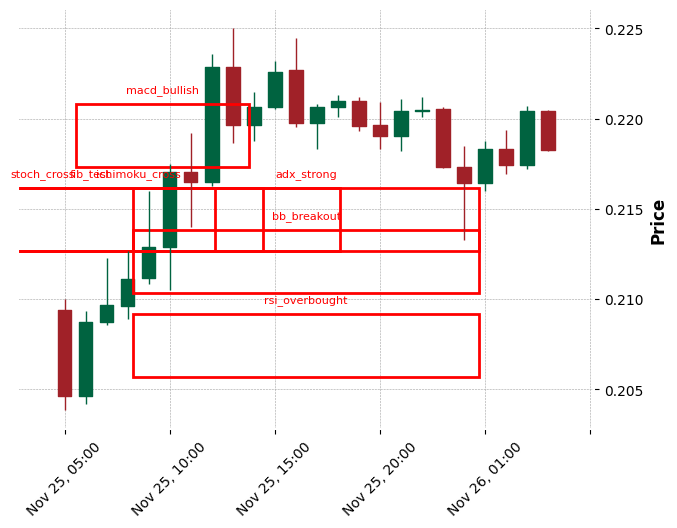 0.225
macd_bullish
0.220
stoch_cross
fib_test
ichimoku_cross
adx_strong
0.215
bb_breakout
Price
0.210
rsi_overbought
0.205
Nov 25, 05:00
Nov 25, 10:00
Nov 25, 15:00
Nov 25, 20:00
Nov 26, 01:00